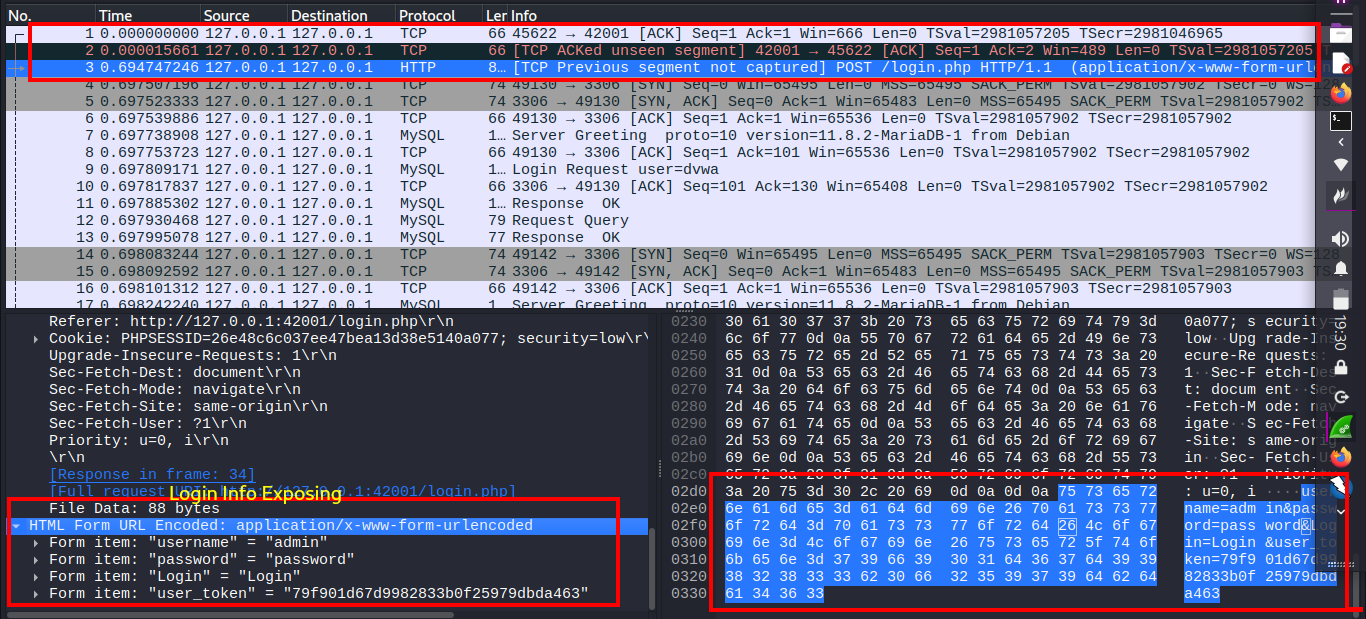 No. Time Source Destination Protocol Ler Info
1 0.000000000 127.0.0.1 127.0.0.1 TCP 66 45622 → 42001 [ACK] Seq=1 Ack=1 Win=666 Len=0 TSval=2981057205 TSecr=2981046965
2 0.000015661 127.0.0.1 127.0.0.1 TCP 66 [TCP ACKed unseen segment] 42001 → 45622 [ACK] Seq=1 Ack=2 Win=489 Len=0 TSval=2981057205
3 0.694747246 127.0.0.1 127.0.0.1 HTTP 8… [TCP Previous segment not captured] POST /login.php HTTP/1.1 (application/x-www-form-urlen
4 0.697507196 127.0.0.1 127.0.0.1 TCP 74 49130 → 3306 [SYN] Seq=0 Win=65495 Len=0 MSS=65495 SACK_PERM TSval=2981057902 TSecr=0 WS=128
5 0.697523333 127.0.0.1 127.0.0.1 TCP 74 3306 → 49130 [SYN, ACK] Seq=0 Ack=1 Win=65483 Len=0 MSS=65495 SACK_PERM TSval=2981057902 TS
6 0.697539886 127.0.0.1 127.0.0.1 TCP 66 49130 → 3306 [ACK] Seq=1 Ack=1 Win=65536 Len=0 TSval=2981057902 TSecr=2981057902
7 0.697738908 127.0.0.1 127.0.0.1 MySQL 1… Server Greeting proto=10 version=11.8.2-MariaDB-1 from Debian
8 0.697753723 127.0.0.1 127.0.0.1 TCP 66 49130 → 3306 [ACK] Seq=1 Ack=101 Win=65536 Len=0 TSval=2981057902 TSecr=2981057902
9 0.697809171 127.0.0.1 127.0.0.1 MySQL 1… Login Request user=dvwa
10 0.697817837 127.0.0.1 127.0.0.1 TCP 66 3306 → 49130 [ACK] Seq=101 Ack=130 Win=65408 Len=0 TSval=2981057902 TSecr=2981057902
11 0.697885302 127.0.0.1 127.0.0.1 MySQL 1… Response OK
12 0.697930468 127.0.0.1 127.0.0.1 MySQL 79 Request Query
13 0.697995078 127.0.0.1 127.0.0.1 MySQL 77 Response OK
14 0.698083244 127.0.0.1 127.0.0.1 TCP 74 49142 → 3306 [SYN] Seq=0 Win=65495 Len=0 MSS=65495 SACK_PERM TSval=2981057903 TSecr=0 WS=128
15 0.698092592 127.0.0.1 127.0.0.1 TCP 74 3306 → 49142 [SYN, ACK] Seq=0 Ack=1 Win=65483 Len=0 MSS=65495 SACK_PERM TSval=2981057903 TS
16 0.698101312 127.0.0.1 127.0.0.1 TCP 66 49142 → 3306 [ACK] Seq=1 Ack=1 Win=65536 Len=0 TSval=2981057903 TSecr=2981057903
17 0.698242240 127.0.0.1 127.0.0.1 MySQL 1… Server Greeting proto=10 version=11.8.2-MariaDB-1 from Debian
Referer: http://127.0.0.1:42001/login.php\r\n
Cookie: PHPSESSID=26e48c6c037ee47bea13d38e5140a077; security=low\r\
Upgrade-Insecure-Requests: 1\r\n
Sec-Fetch-Dest: document\r\n
Sec-Fetch-Mode: navigate\r\n
Sec-Fetch-Site: same-origin\r\n
Sec-Fetch-User: ?1\r\n
Priority: u=0, i\r\n
\r\n
[Response in frame: 34]
[Full request URI: http://127.0.0.1:42001/login.php]
Login Info Exposing
File Data: 88 bytes
HTML Form URL Encoded: application/x-www-form-urlencoded
Form item: "username" = "admin"
Form item: "password" = "password"
Form item: "Login" = "Login"
Form item: "user_token" = "79f901d67d9982833b0f25979dbda463"
0230 30 61 30 37 37 3b 20 73 65 63 75 72 69 74 79 3d 0a077; s ecurity=
0240 6c 6f 77 0d 0a 55 70 67 72 61 64 65 2d 49 6e 73 low··Upg rade-Ins
0250 65 63 75 72 65 2d 52 65 71 75 65 73 74 73 3a 20 ecure-Re quests:
0260 31 0d 0a 53 65 63 2d 46 65 74 63 68 2d 44 65 73 1··Sec-F etch-Des
0270 74 3a 20 64 6f 63 75 6d 65 6e 74 0d 0a 53 65 63 t: docum ent··Sec
0280 2d 46 65 74 63 68 2d 4d 6f 64 65 3a 20 6e 61 76 -Fetch-M ode: nav
0290 69 67 61 74 65 0d 0a 53 65 63 2d 46 65 74 63 68 igate··S ec-Fetch
02a0 2d 53 69 74 65 3a 20 73 61 6d 65 2d 6f 72 69 67 -Site: s ame-orig
02b0 69 6e 0d 0a 53 65 63 2d 46 65 74 63 68 2d 55 73 in··Sec- Fetch-Us
02c0 65 72 3a 20 3f 31 0d 0a 50 72 69 6f 72 69 74 79 er: ?1·· Priority
02d0 3a 20 75 3d 30 2c 20 69 0d 0a 0d 0a 75 73 65 72 : u=0, i ····user
02e0 6e 61 6d 65 3d 61 64 6d 69 6e 26 70 61 73 73 77 name=adm in&passw
02f0 6f 72 64 3d 70 61 73 73 77 6f 72 64 26 4c 6f 67 ord=pass word&Log
0300 69 6e 3d 4c 6f 67 69 6e 26 75 73 65 72 5f 74 6f in=Login &user_to
0310 6b 65 6e 3d 37 39 66 39 30 31 64 36 37 64 39 39 ken=79f9 01d67d99
0320 38 32 38 33 33 62 30 66 32 35 39 37 39 64 62 64 82833b0f 25979dbd
0330 61 34 36 33 a463
19:30